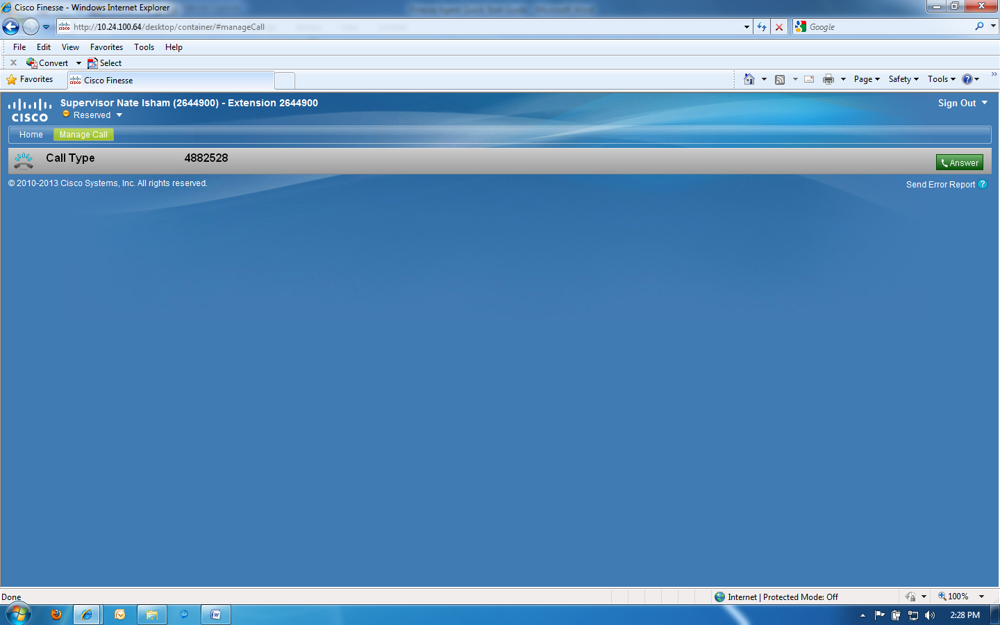 Cisco Finesse - Windows Internet Explorer
http://10.24.100.64/desktop/container/#manageCall
Google
File Edit View Favorites Tools Help
Convert Select
Favorites Cisco Finesse Page Safety Tools
CISCO Supervisor Nate Isham (2644900) - Extension 2644900 Sign Out
Reserved
Home Manage Call
Call Type 4882528 Answer
© 2010-2013 Cisco Systems, Inc. All rights reserved. Send Error Report
Done Internet | Protected Mode: Off 100%
2:28 PM